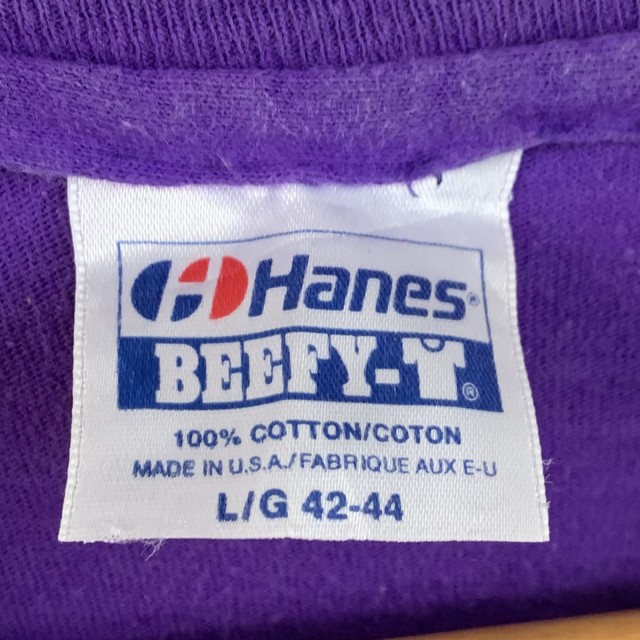 Hanes®
BEEFY-T®
100% COTTON/COTON
MADE IN U.S.A./FABRIQUE AUX E-U
L/G 42-44